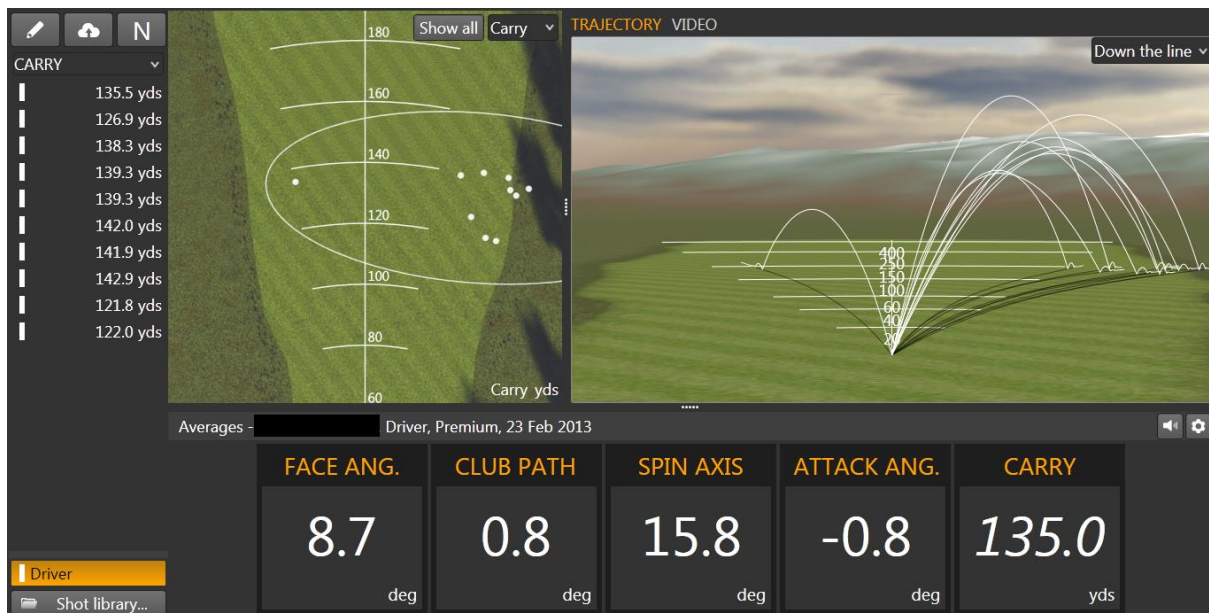 N
CARRY
135.5 yds
126.9 yds
138.3 yds
139.3 yds
139.3 yds
142.0 yds
141.9 yds
142.9 yds
121.8 yds
122.0 yds
Driver
Shot library...
Show all Carry
180
160
140
120
100
80
60
Carry yds
TRAJECTORY VIDEO
Down the line
400
250
150
100
60
40
20
Averages - Driver, Premium, 23 Feb 2013
FACE ANG. CLUB PATH SPIN AXIS ATTACK ANG. CARRY
8.7 0.8 15.8 -0.8 135.0
deg deg deg deg yds